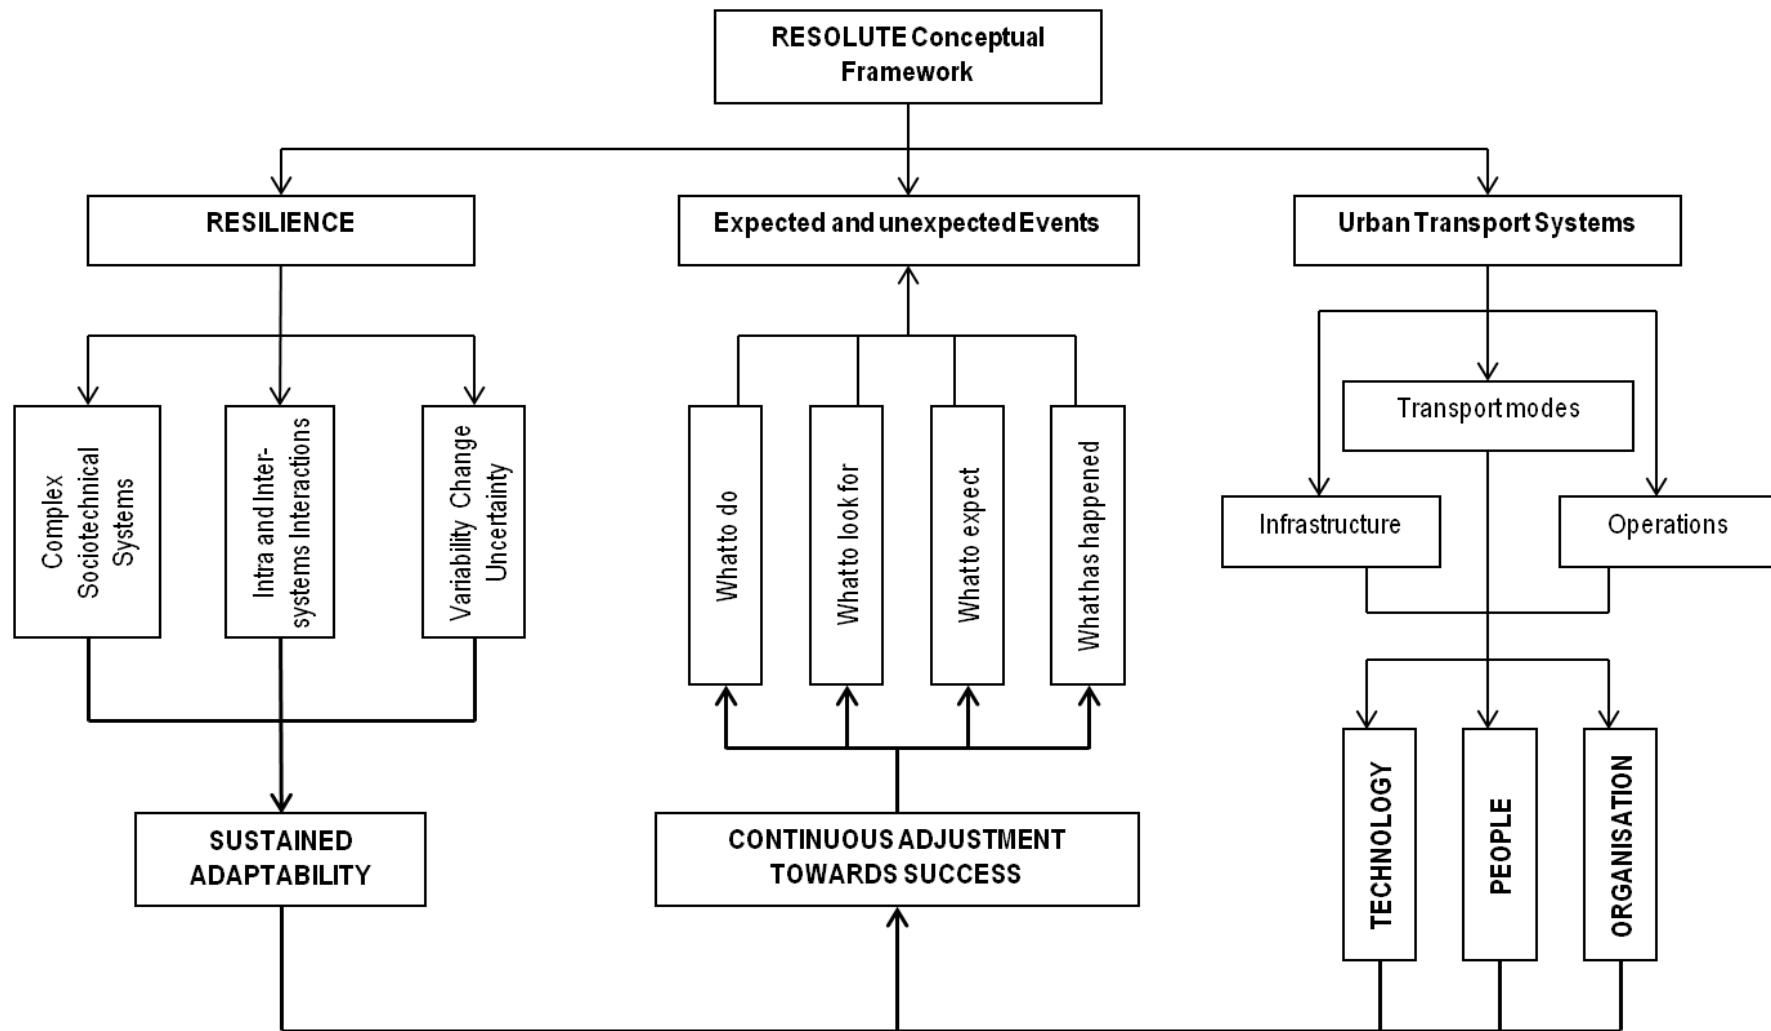 RESOLUTE Conceptual
Framework
RESILIENCE
Expected and unexpected Events
Urban Transport Systems
Complex
Sociotechnical
Systems
Intra and Inter-
systems Interactions
Variability Change
Uncertainty
What to do
What to look for
What to expect
What has happened
Transport modes
Infrastructure
Operations
TECHNOLOGY
PEOPLE
ORGANISATION
SUSTAINED
ADAPTABILITY
CONTINUOUS ADJUSTMENT
TOWARDS SUCCESS